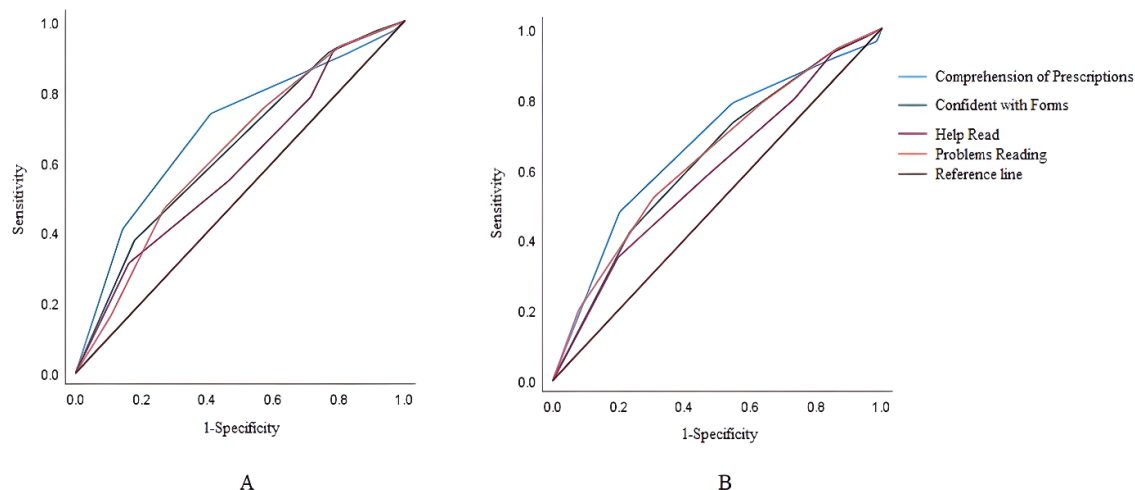 1.0
0.8
0.6
0.4
0.2
0.0
Sensitivity
0.0 0.2 0.4 0.6 0.8 1.0
1-Specificity
A
1.0
0.8
0.6
0.4
0.2
0.0
Sensitivity
0.0 0.2 0.4 0.6 0.8 1.0
1-Specificity
B
Comprehension of Prescriptions
Confident with Forms
Help Read
Problems Reading
Reference line